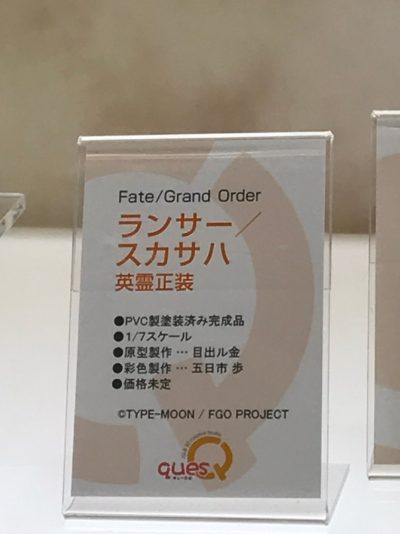 Fate/Grand Order
ランサー／
スカサハ
英霊正装
●PVC製塗装済み完成品
●1/7スケール
●原型製作 … 目出ル金
●彩色製作 … 五日市 歩
●価格未定
©TYPE-MOON / FGO PROJECT
quesQ